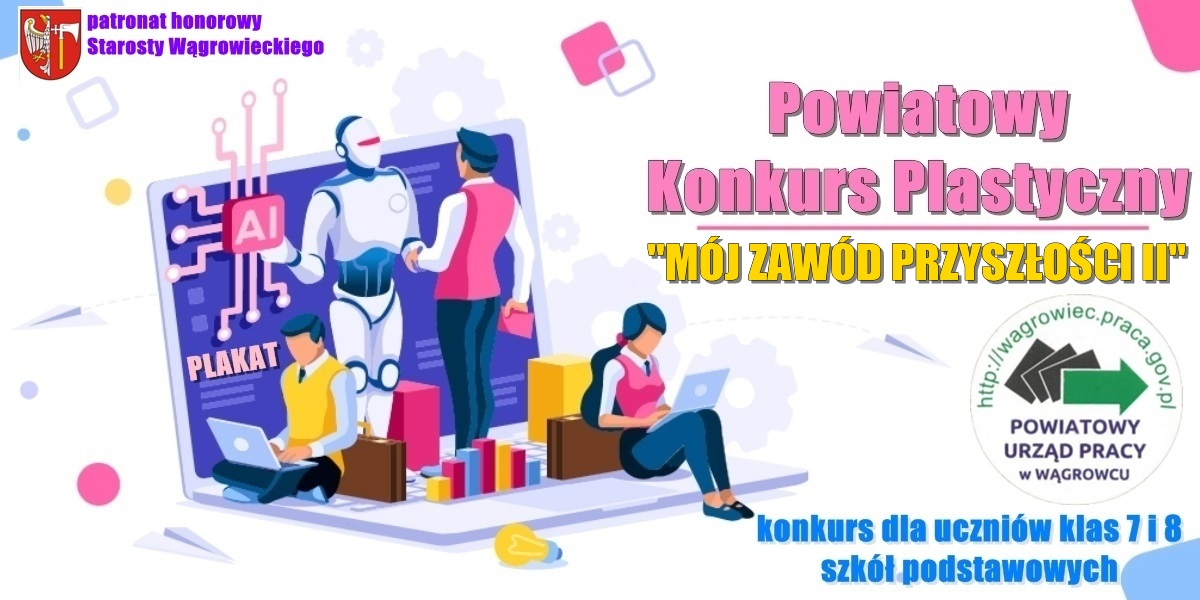 patronat honorowy
Starosty Wągrowieckiego
Powiatowy
Konkurs Plastyczny
"MÓJ ZAWÓD PRZYSZŁOŚCI II"
AI
PLAKAT
http://wagrowiec.praca.gov.pl
POWIATOWY
URZĄD PRACY
w WĄGROWCU
konkurs dla uczniów klas 7 i 8
szkół podstawowych